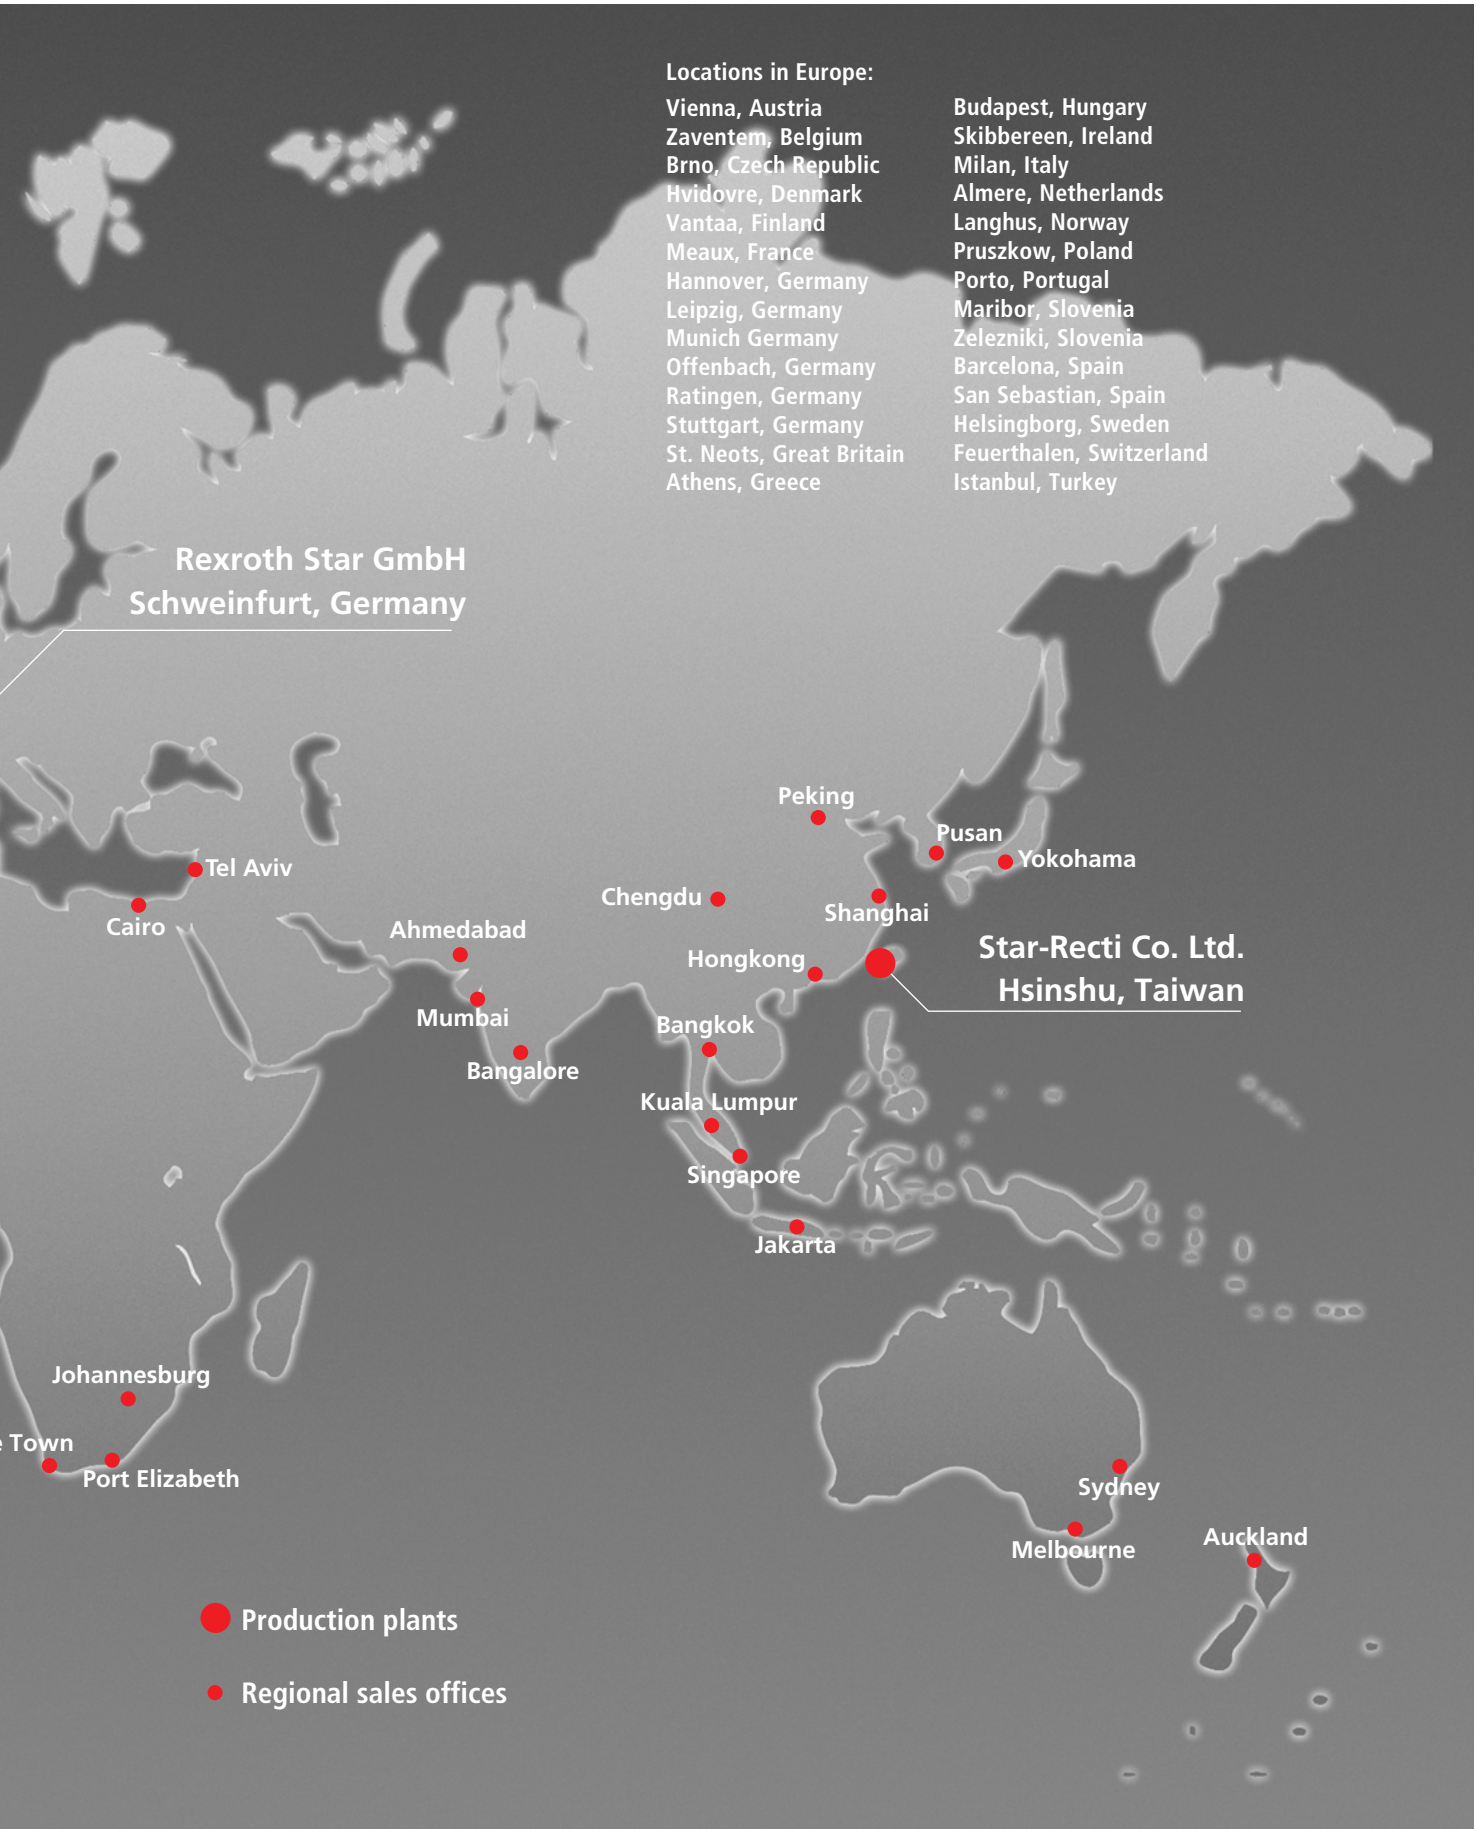 Locations in Europe:
Vienna, Austria
Zaventem, Belgium
Brno, Czech Republic
Hvidovre, Denmark
Vantaa, Finland
Meaux, France
Hannover, Germany
Leipzig, Germany
Munich Germany
Offenbach, Germany
Ratingen, Germany
Stuttgart, Germany
St. Neots, Great Britain
Athens, Greece
Budapest, Hungary
Skibbereen, Ireland
Milan, Italy
Almere, Netherlands
Langhus, Norway
Pruszkow, Poland
Porto, Portugal
Maribor, Slovenia
Zelezniki, Slovenia
Barcelona, Spain
San Sebastian, Spain
Helsingborg, Sweden
Feuerthalen, Switzerland
Istanbul, Turkey
Rexroth Star GmbH
Schweinfurt, Germany
Peking
Pusan
Yokohama
Tel Aviv
Chengdu
Shanghai
Cairo
Ahmedabad
Star-Recti Co. Ltd.
Hsinshu, Taiwan
Hongkong
Mumbai
Bangkok
Bangalore
Kuala Lumpur
Singapore
Jakarta
Johannesburg
e Town
Port Elizabeth
Sydney
Auckland
Melbourne
Production plants
Regional sales offices